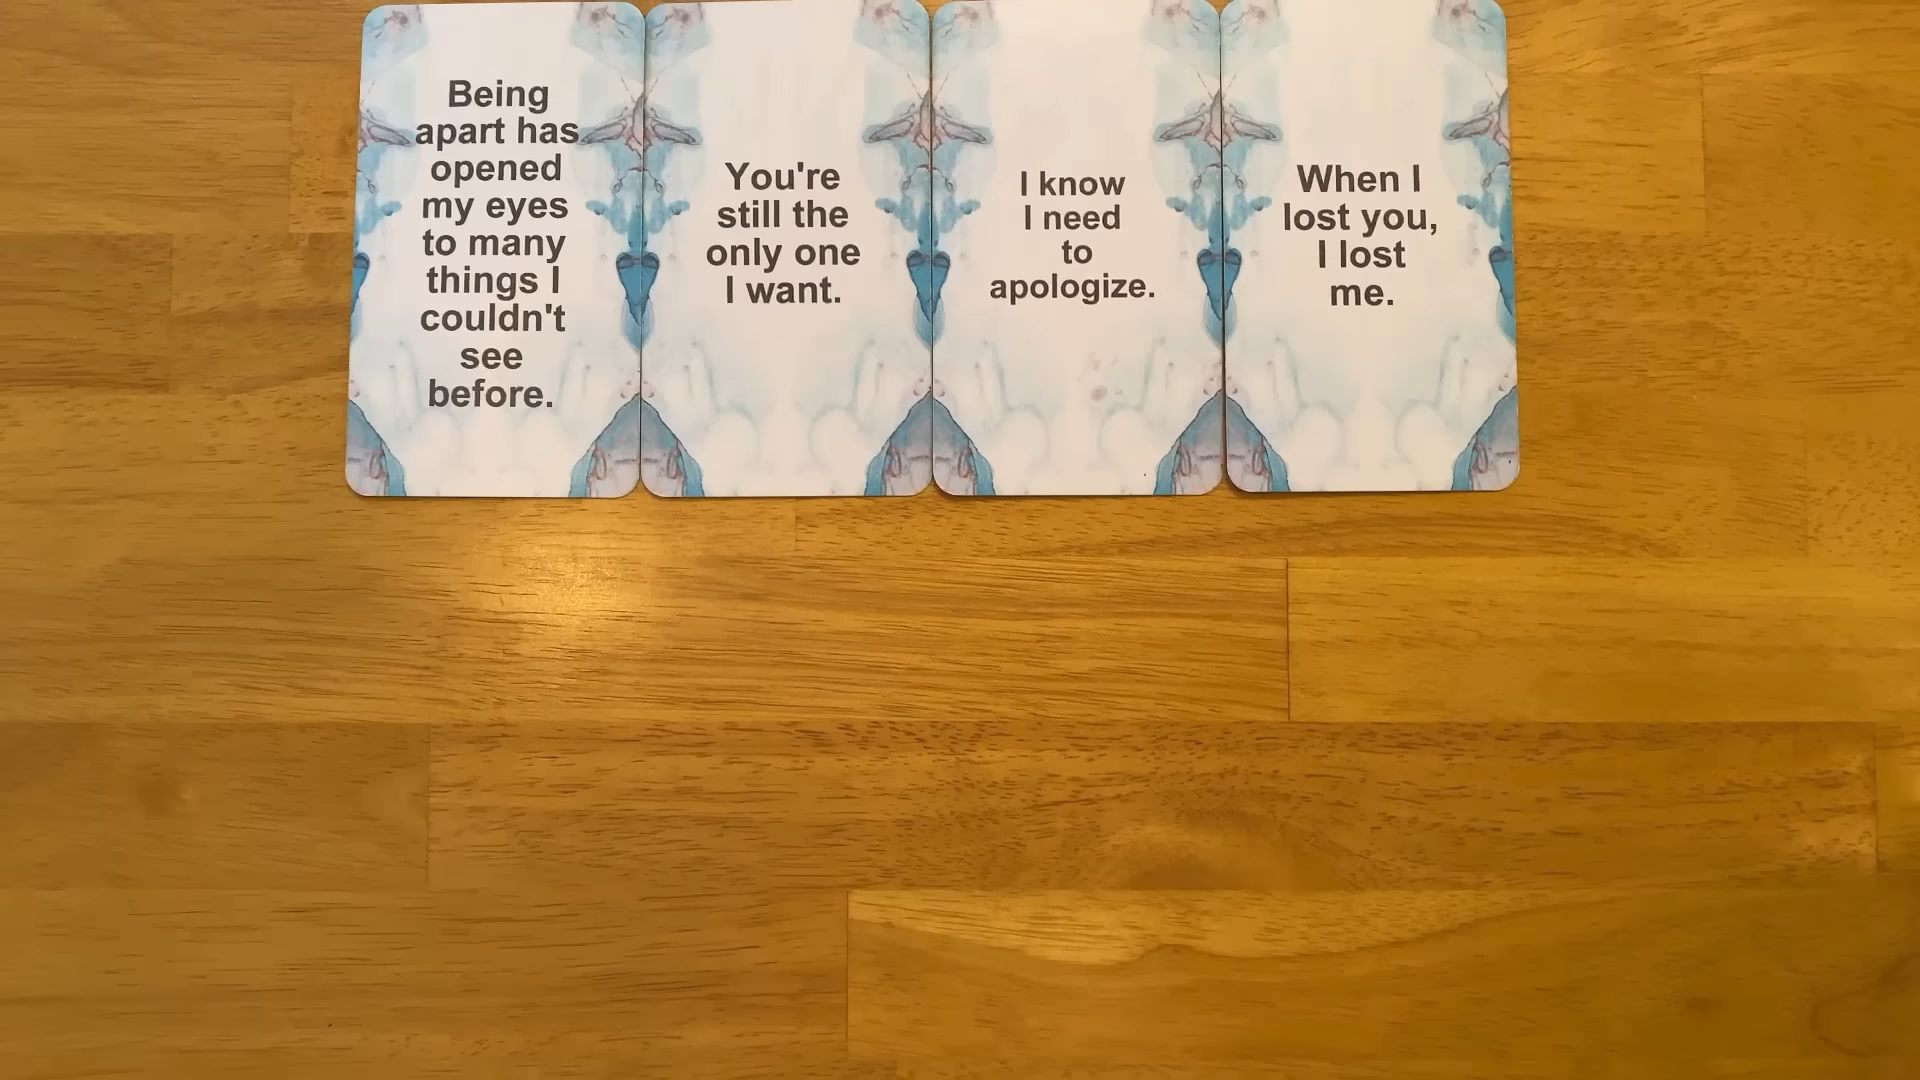 Being
apart has
opened
my eyes
to many
things I
couldn't
see
before.
You're
still the
only one
I want.
I know
I need
to
apologize.
When I
lost you,
I lost
me.